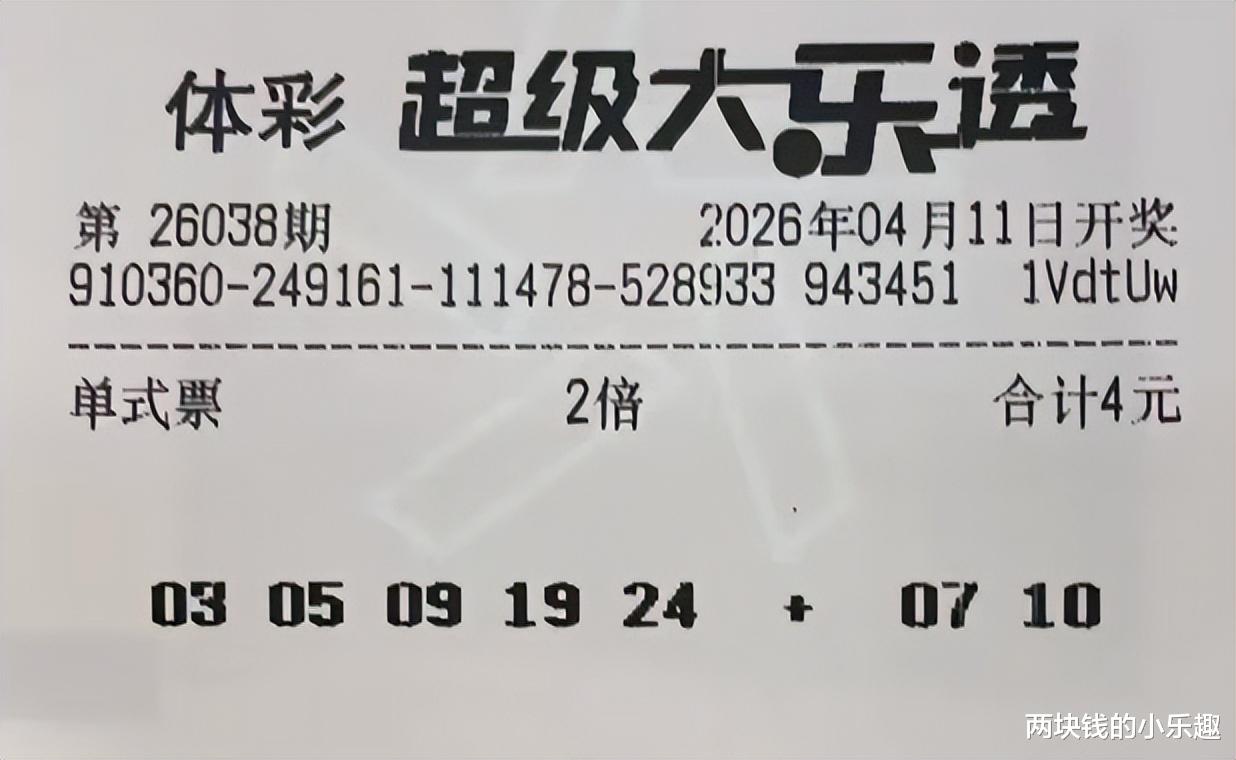 体彩 超级大乐透
第 26038期 2026年04月11日开奖
910360-249161-111478-528933 943451 1VdtUw
单式票 2倍 合计4元
03 05 09 19 24 + 07 10
两块钱的小乐趣